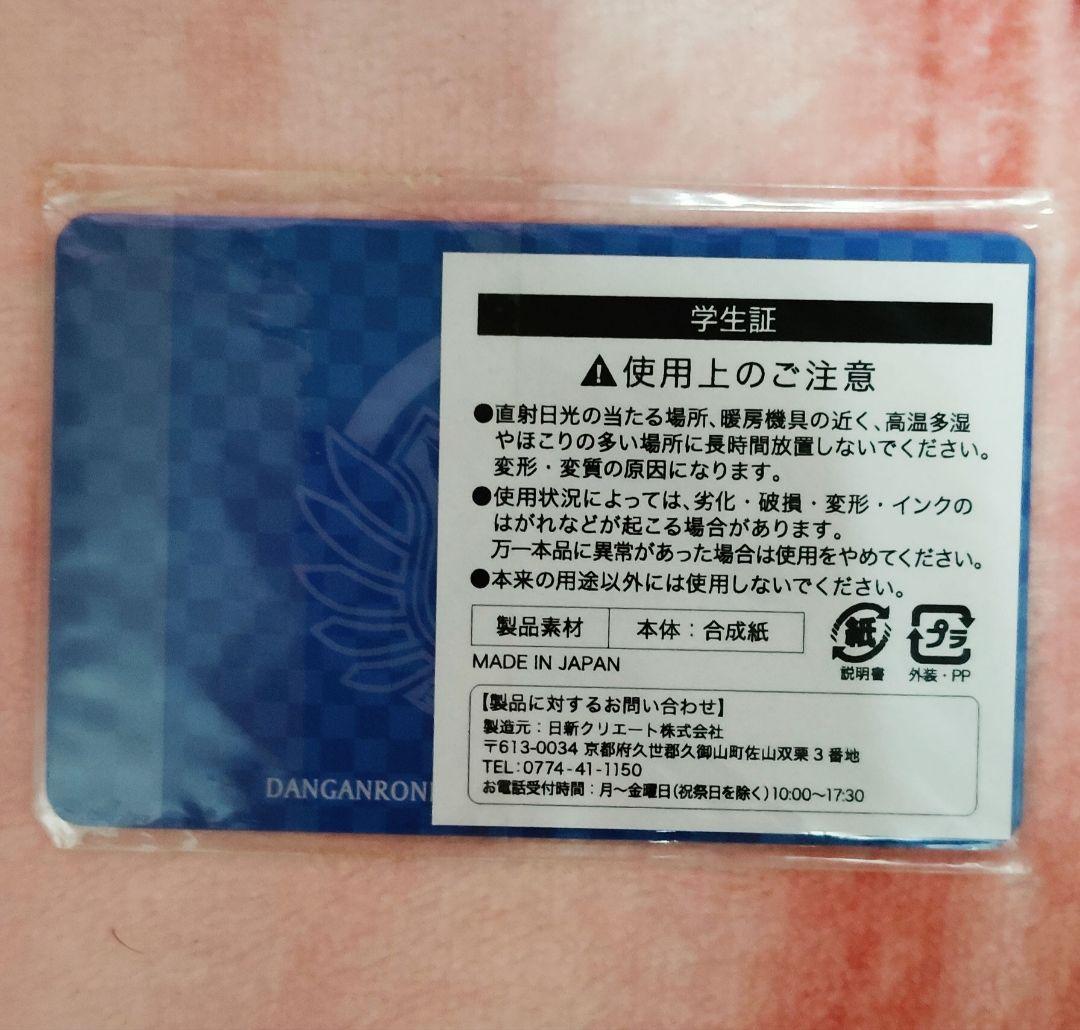 学生証
使用上のご注意
●直射日光の当たる場所、暖房機具の近く、高温多湿
やほこりの多い場所に長時間放置しないでください。
変形・変質の原因になります。
●使用状況によっては、劣化・破損・変形・インクの
はがれなどが起こる場合があります。
万一本品に異常があった場合は使用をやめてください。
●本来の用途以外には使用しないでください。
製品素材 本体：合成紙
紙 プラ
説明書 外装・PP
MADE IN JAPAN
【製品に対するお問い合わせ】
製造元：日新クリエート株式会社
〒613-0034 京都府久世郡久御山町佐山双栗3番地
TEL:0774-41-1150
お電話受付時間：月～金曜日(祝祭日を除く)10:00～17:30
DANGANRON